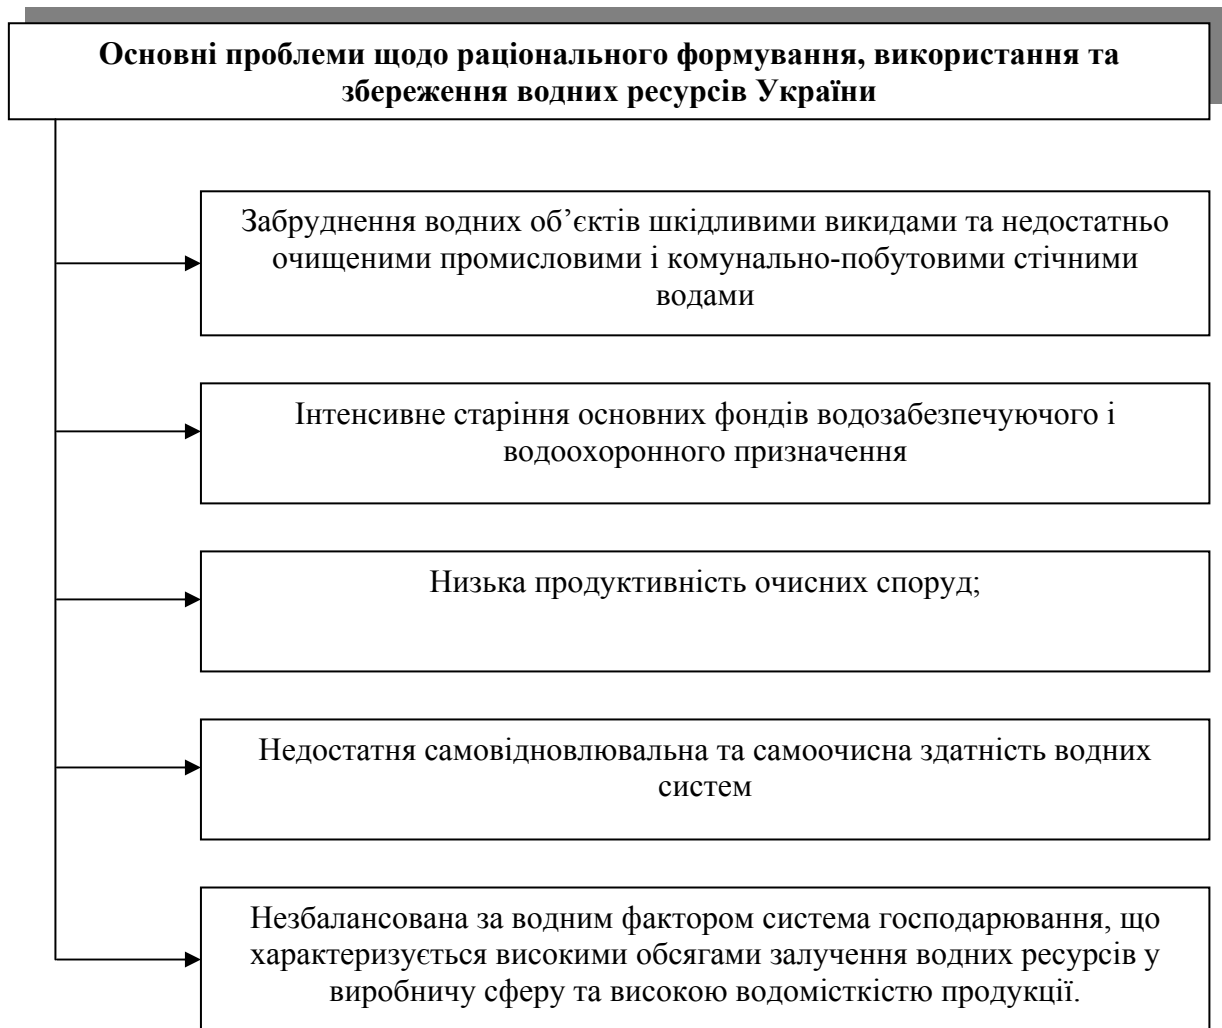 Основні проблеми щодо раціонального формування, використання та
збереження водних ресурсів України
Забруднення водних об’єктів шкідливими викидами та недостатньо
очищеними промисловими і комунально-побутовими стічними
водами
Інтенсивне старіння основних фондів водозабезпечуючого і
водоохоронного призначення
Низька продуктивність очисних споруд;
Недостатня самовідновлювальна та самоочисна здатність водних
систем
Незбалансована за водним фактором система господарювання, що
характеризується високими обсягами залучення водних ресурсів у
виробничу сферу та високою водомісткістю продукції.